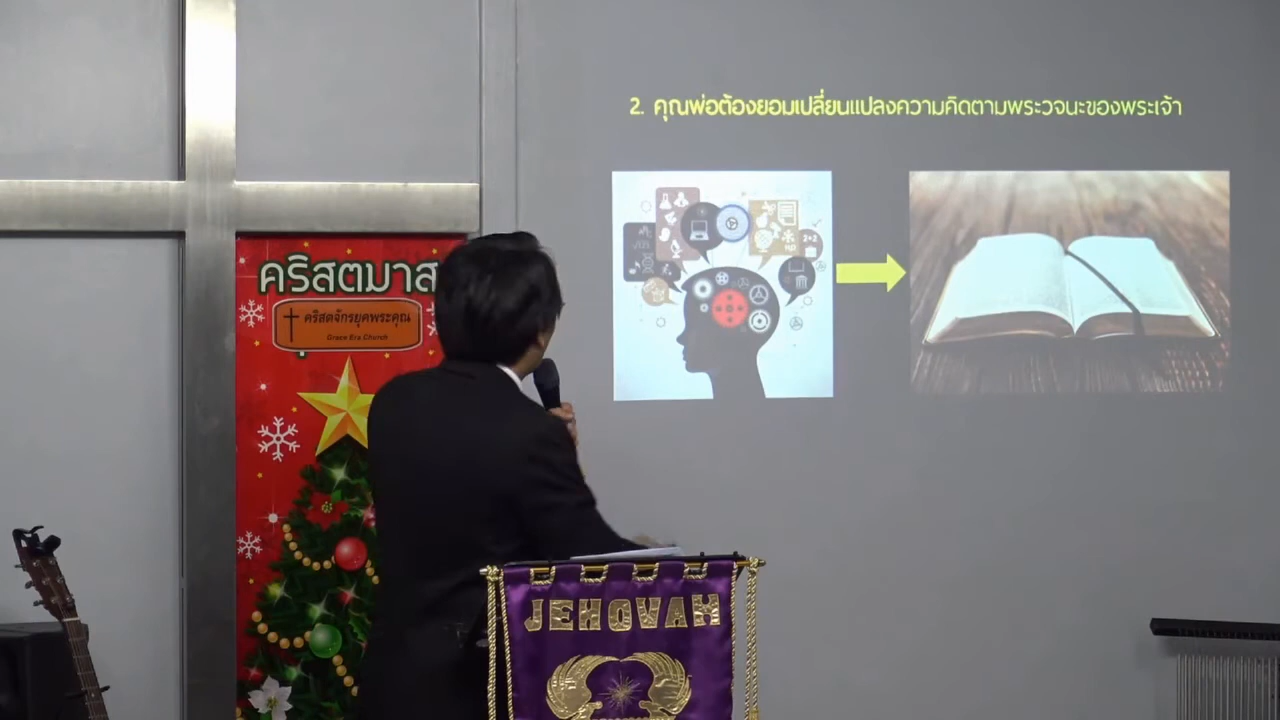 2. คุณพ่อต้องยอมเปลี่ยนแปลงความคิดตามพระวจนะของพระเจ้า
คริสตมาส
คริสตจักรยุคพระคุณ
Grace Era Church
JEHOVAH